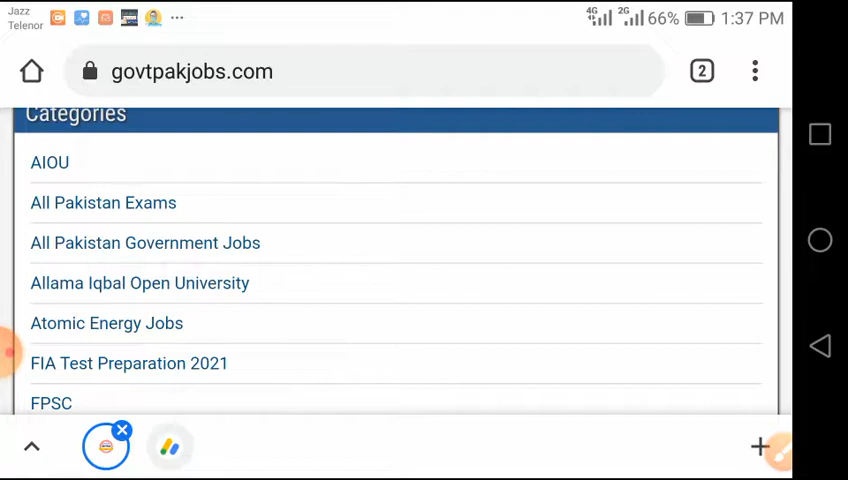 Jazz
Telenor
4G 2G 66% 1:37 PM
govtpakjobs.com
2
Categories
AIOU
All Pakistan Exams
All Pakistan Government Jobs
Allama Iqbal Open University
Atomic Energy Jobs
FIA Test Preparation 2021
FPSC